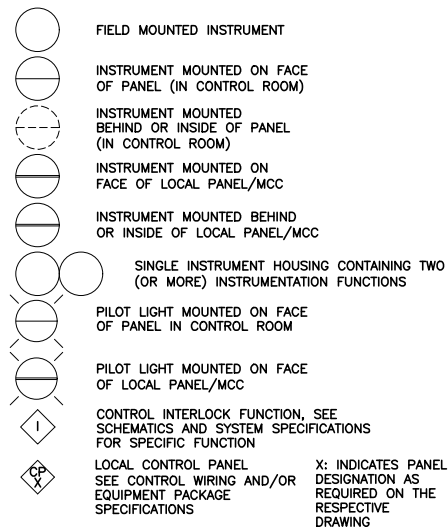 FIELD MOUNTED INSTRUMENT
INSTRUMENT MOUNTED ON FACE
OF PANEL (IN CONTROL ROOM)
INSTRUMENT MOUNTED
BEHIND OR INSIDE OF PANEL
(IN CONTROL ROOM)
INSTRUMENT MOUNTED ON
FACE OF LOCAL PANEL/MCC
INSTRUMENT MOUNTED BEHIND
OR INSIDE OF LOCAL PANEL/MCC
SINGLE INSTRUMENT HOUSING CONTAINING TWO
(OR MORE) INSTRUMENTATION FUNCTIONS
PILOT LIGHT MOUNTED ON FACE
OF PANEL IN CONTROL ROOM
PILOT LIGHT MOUNTED ON FACE
OF LOCAL PANEL/MCC
I
CONTROL INTERLOCK FUNCTION, SEE
SCHEMATICS AND SYSTEM SPECIFICATIONS
FOR SPECIFIC FUNCTION
CP
X
LOCAL CONTROL PANEL
SEE CONTROL WIRING AND/OR
EQUIPMENT PACKAGE
SPECIFICATIONS
X: INDICATES PANEL
DESIGNATION AS
REQUIRED ON THE
RESPECTIVE
DRAWING